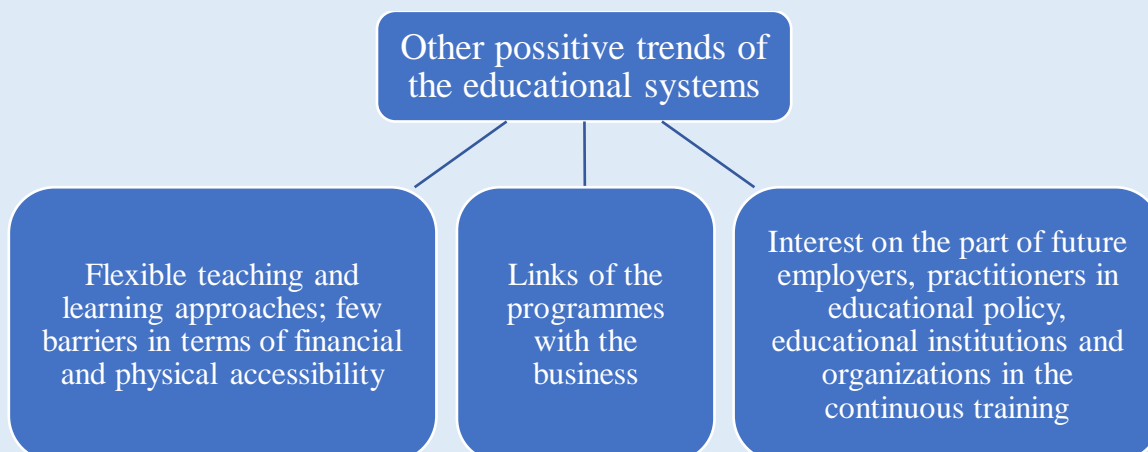 Other possitive trends of
the educational systems
Flexible teaching and
learning approaches; few
barriers in terms of financial
and physical accessibility
Links of the
programmes
with the
business
Interest on the part of future
employers, practitioners in
educational policy,
educational institutions and
organizations in the
continuous training